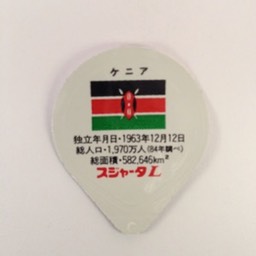 ケニア
独立年月日・1963年12月12日
総人口・1,970万人(84年調べ)
総面積・582,646km²
スジャータL